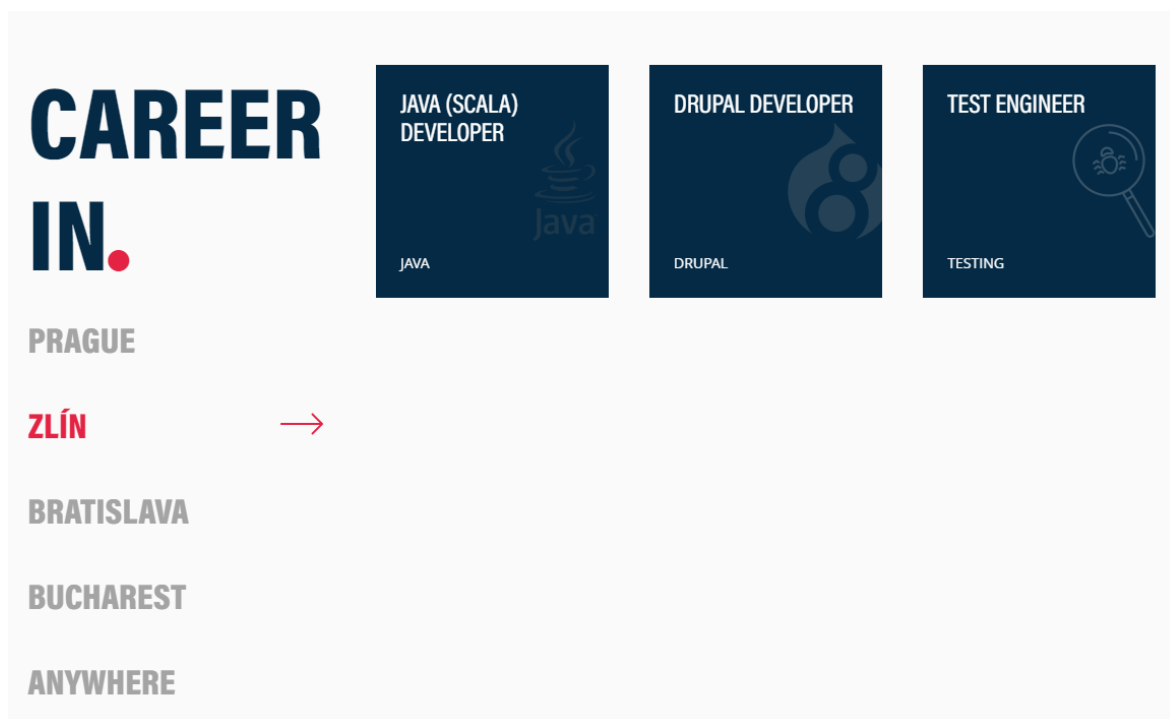 CAREER
IN.
PRAGUE
ZLÍN
BRATISLAVA
BUCHAREST
ANYWHERE
JAVA (SCALA)
DEVELOPER
Java
JAVA
DRUPAL DEVELOPER
DRUPAL
TEST ENGINEER
TESTING